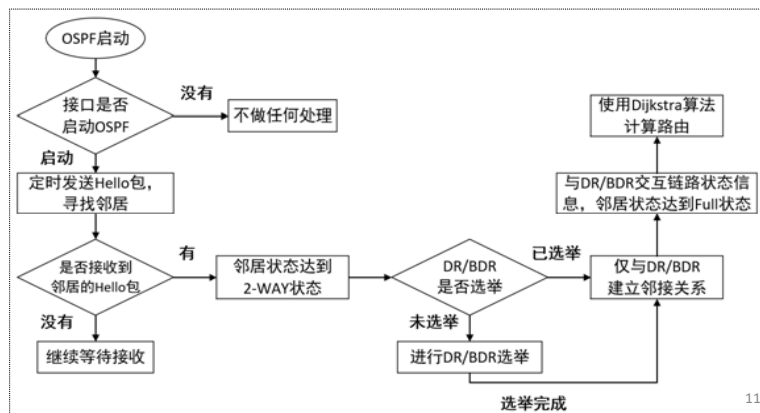 OSPF启动
接口是否
启动OSPF
没有
不做任何处理
启动
定时发送Hello包，
寻找邻居
是否接收到
邻居的Hello包
有
邻居状态达到
2-WAY状态
DR/BDR
是否选举
已选举
仅与DR/BDR
建立邻接关系
与DR/BDR交互链路状态信
息，邻居状态达到Full状态
使用Dijkstra算法
计算路由
没有
继续等待接收
未选举
进行DR/BDR选举
选举完成
11